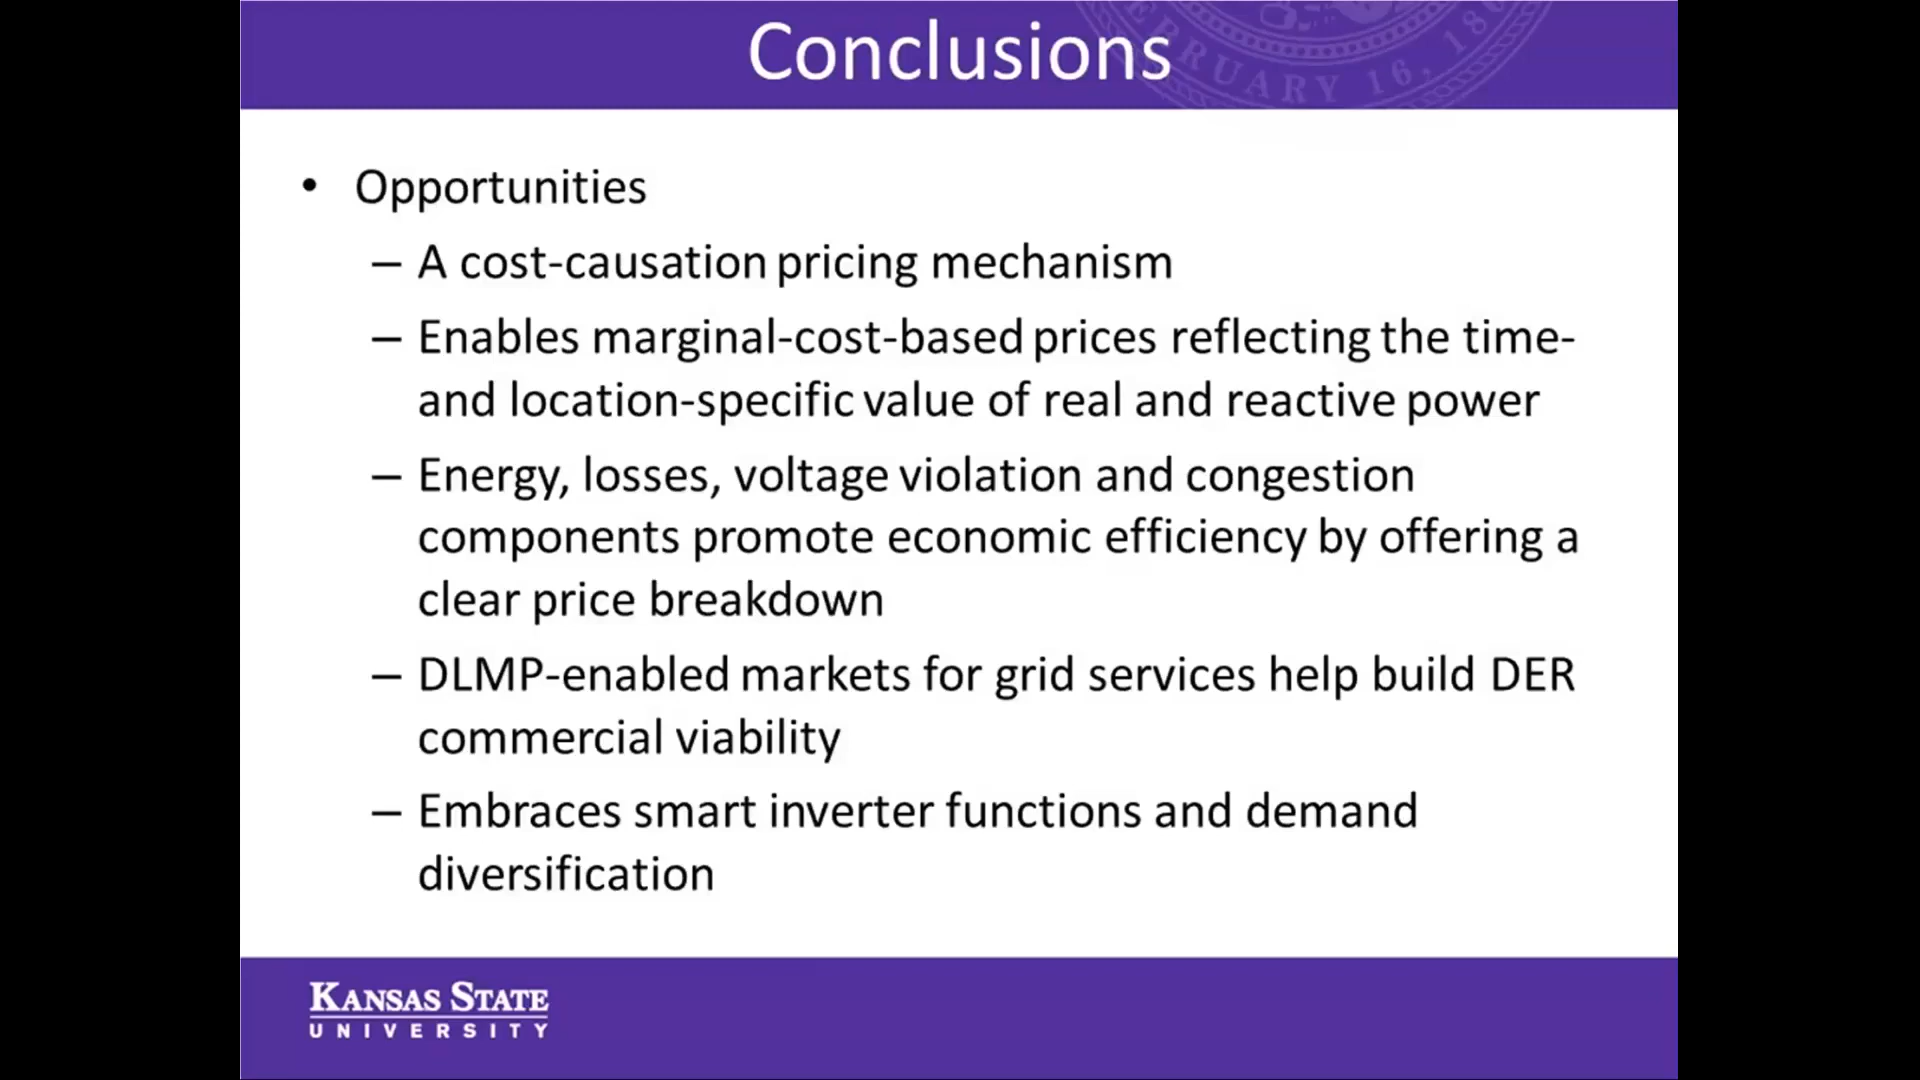 Conclusions
FEBRUARY 16, 186
• Opportunities
– A cost-causation pricing mechanism
– Enables marginal-cost-based prices reflecting the time-
and location-specific value of real and reactive power
– Energy, losses, voltage violation and congestion
components promote economic efficiency by offering a
clear price breakdown
– DLMP-enabled markets for grid services help build DER
commercial viability
– Embraces smart inverter functions and demand
diversification
KANSAS STATE
UNIVERSITY